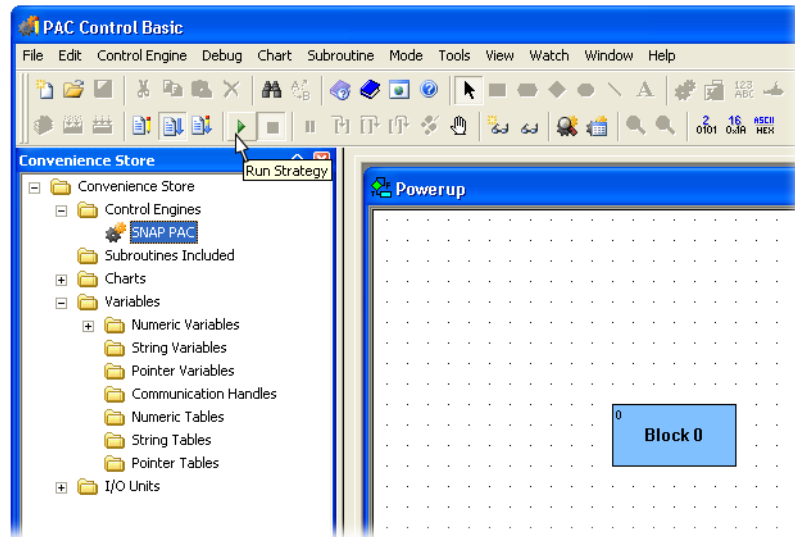 PAC Control Basic
File Edit Control Engine Debug Chart Subroutine Mode Tools View Watch Window Help
A 123 ABC
2 0101 16 0x1A ASCII HEX
Convenience Store
Run Strategy
Convenience Store
Control Engines
SNAP PAC
Subroutines Included
Charts
Variables
Numeric Variables
String Variables
Pointer Variables
Communication Handles
Numeric Tables
String Tables
Pointer Tables
I/O Units
Powerup
0
Block 0